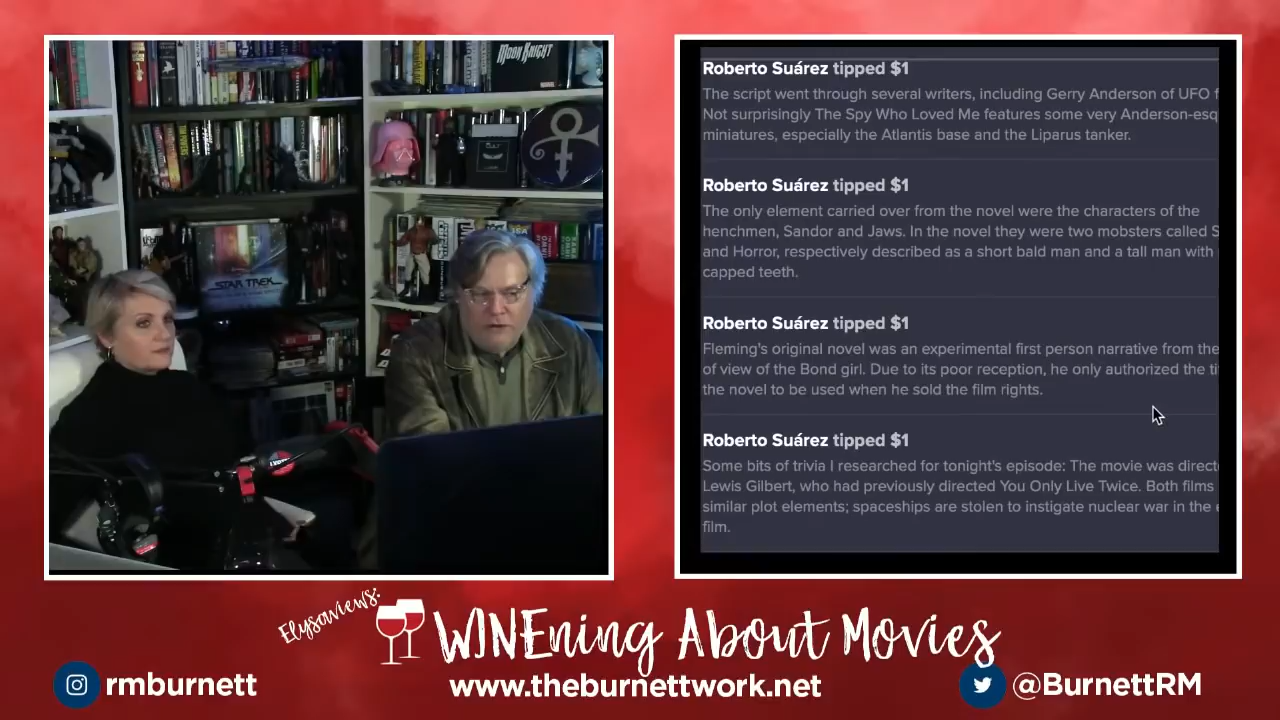 MOON KNIGHT
STAR TREK
Roberto Suárez tipped $1
The script went through several writers, including Gerry Anderson of UFO f
Not surprisingly The Spy Who Loved Me features some very Anderson-esq
miniatures, especially the Atlantis base and the Liparus tanker.
Roberto Suárez tipped $1
The only element carried over from the novel were the characters of the
henchmen, Sandor and Jaws. In the novel they were two mobsters called S
and Horror, respectively described as a short bald man and a tall man with
capped teeth.
Roberto Suárez tipped $1
Fleming's original novel was an experimental first person narrative from the
of view of the Bond girl. Due to its poor reception, he only authorized the ti
the novel to be used when he sold the film rights.
Roberto Suárez tipped $1
Some bits of trivia I researched for tonight's episode: The movie was direct
Lewis Gilbert, who had previously directed You Only Live Twice. Both films
similar plot elements; spaceships are stolen to instigate nuclear war in the e
film.
Elysaviews:
WINEning About Movies
rmburnett
www.theburnettwork.net
@BurnettRM